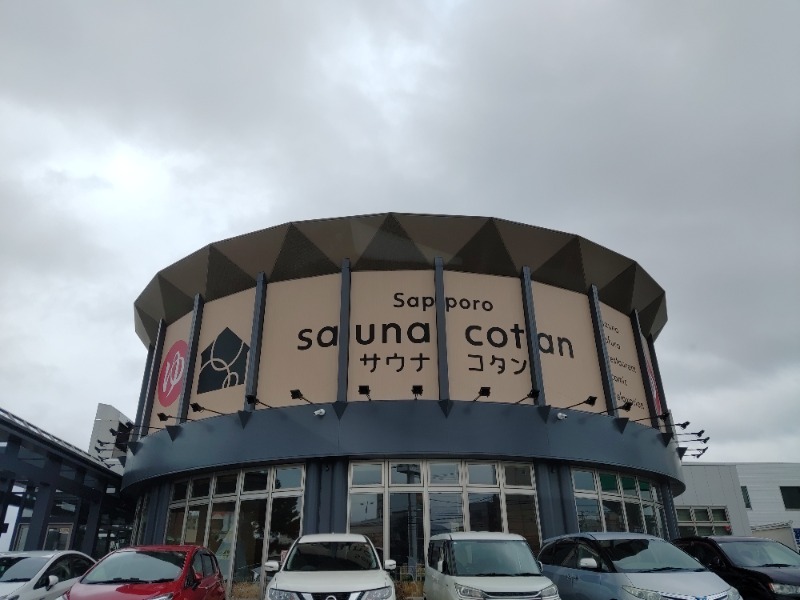 Sapporo
sauna cotan
サウナ コタン
ゆ